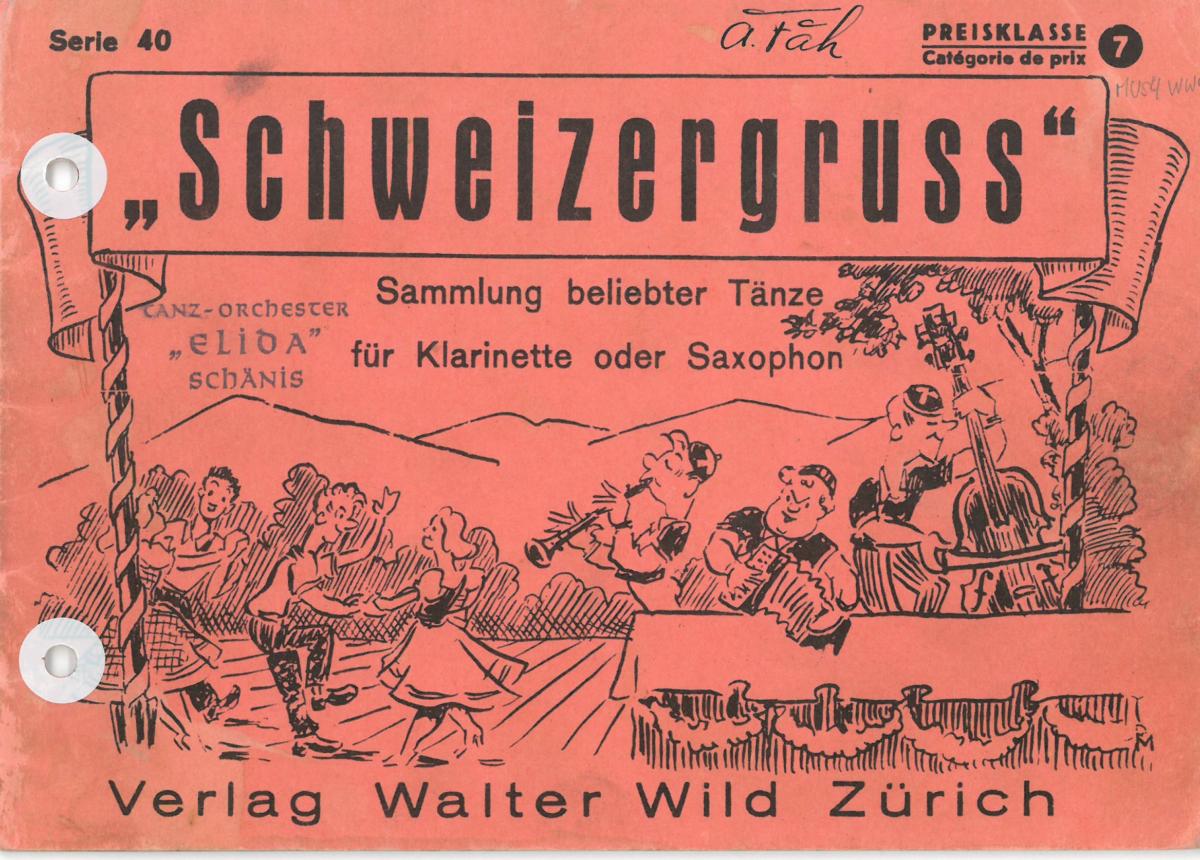 Serie 40
A. Fäh
PREISKLASSE
Catégorie de prix
7
„Schweizergruss“
Sammlung beliebter Tänze
für Klarinette oder Saxophon
TANZ-ORCHESTER
„ELIDA”
SCHÄNIS
Verlag Walter Wild Zürich